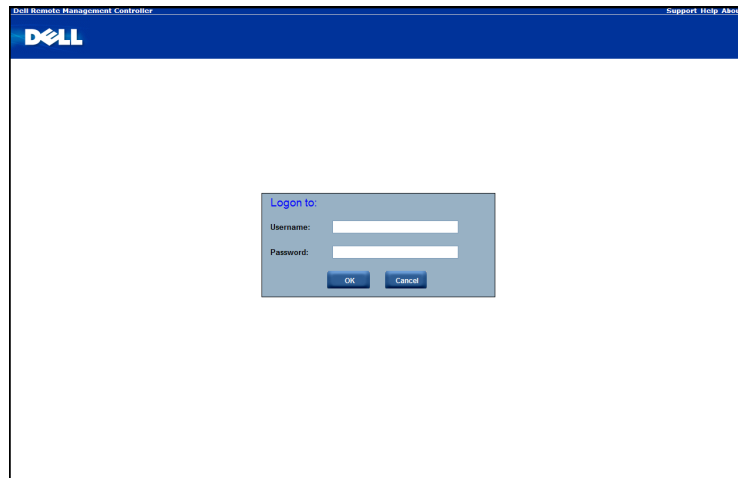 Dell Remote Management Controller
Support Help
DELL
Logon to:
Username:
Password:
OK Cancel